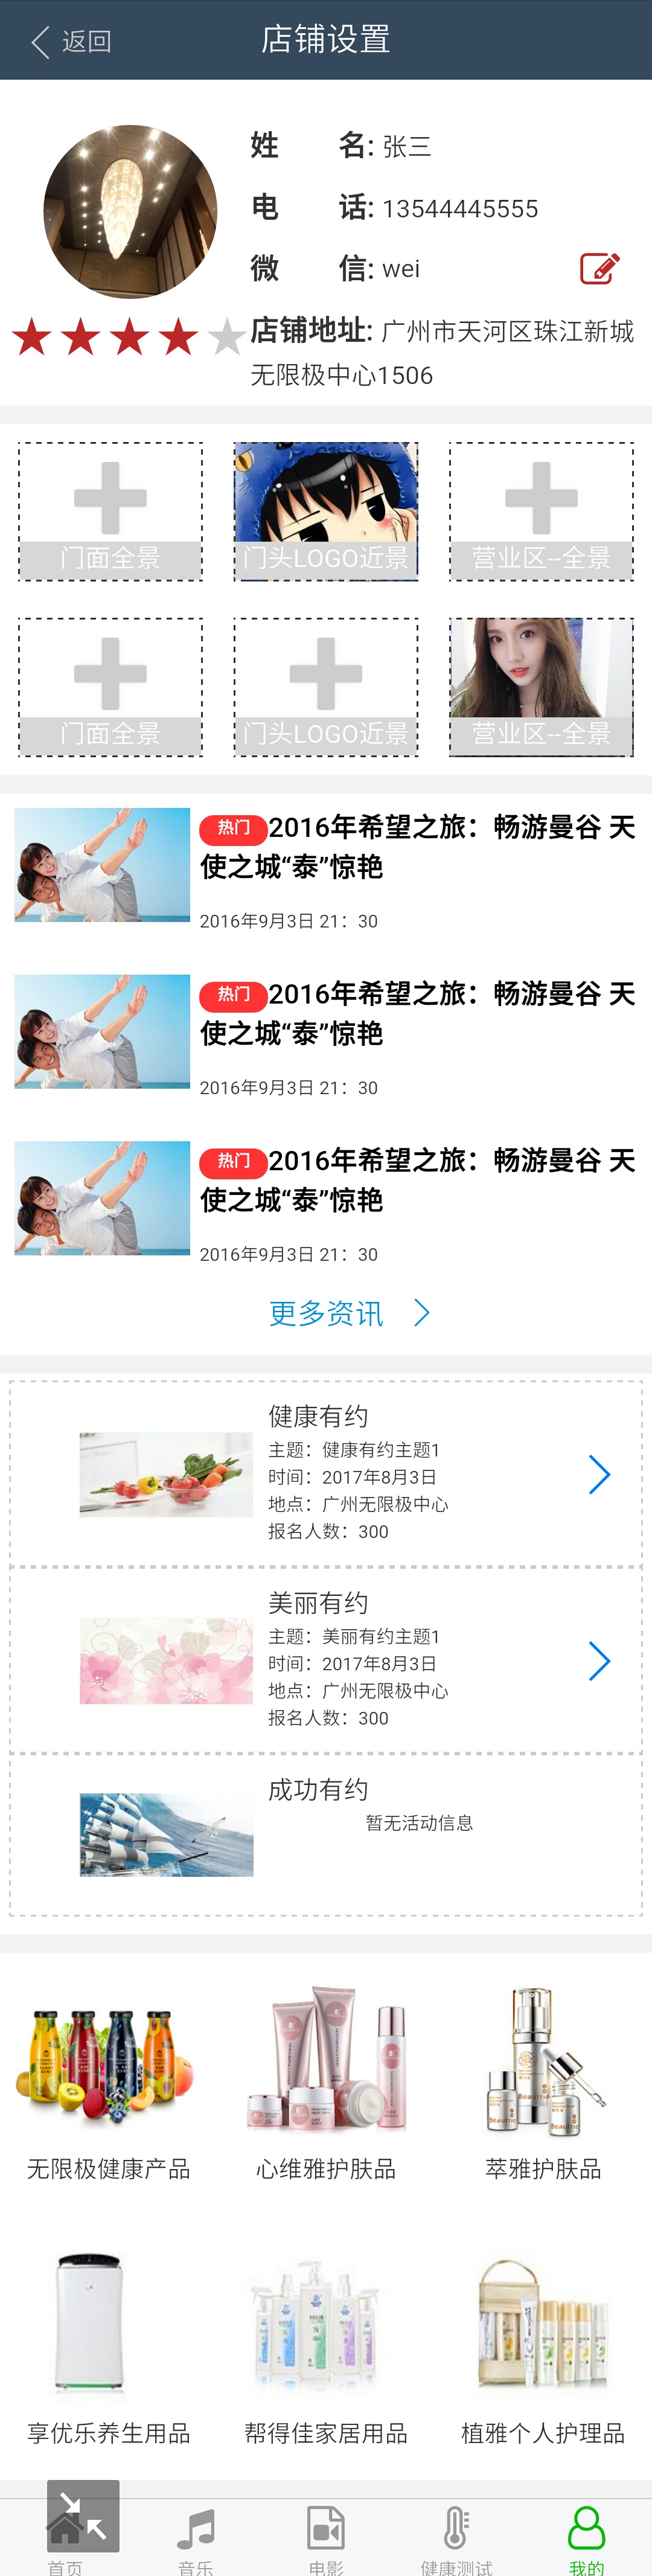 返回
店铺设置
姓 名: 张三
电 话: 13544445555
微 信: wei
店铺地址: 广州市天河区珠江新城
无限极中心1506
门面全景
门头LOGO近景
营业区--全景
门面全景
门头LOGO近景
营业区--全景
热门 2016年希望之旅：畅游曼谷 天
使之城“泰”惊艳
2016年9月3日 21：30
热门 2016年希望之旅：畅游曼谷 天
使之城“泰”惊艳
2016年9月3日 21：30
热门 2016年希望之旅：畅游曼谷 天
使之城“泰”惊艳
2016年9月3日 21：30
更多资讯
健康有约
主题：健康有约主题1
时间：2017年8月3日
地点：广州无限极中心
报名人数：300
美丽有约
主题：美丽有约主题1
时间：2017年8月3日
地点：广州无限极中心
报名人数：300
成功有约
暂无活动信息
Beautrio
Beautrio
Beautrio
无限极健康产品
心维雅护肤品
萃雅护肤品
享优乐养生用品
帮得佳家居用品
植雅个人护理品
首页
音乐
电影
健康测试
我的